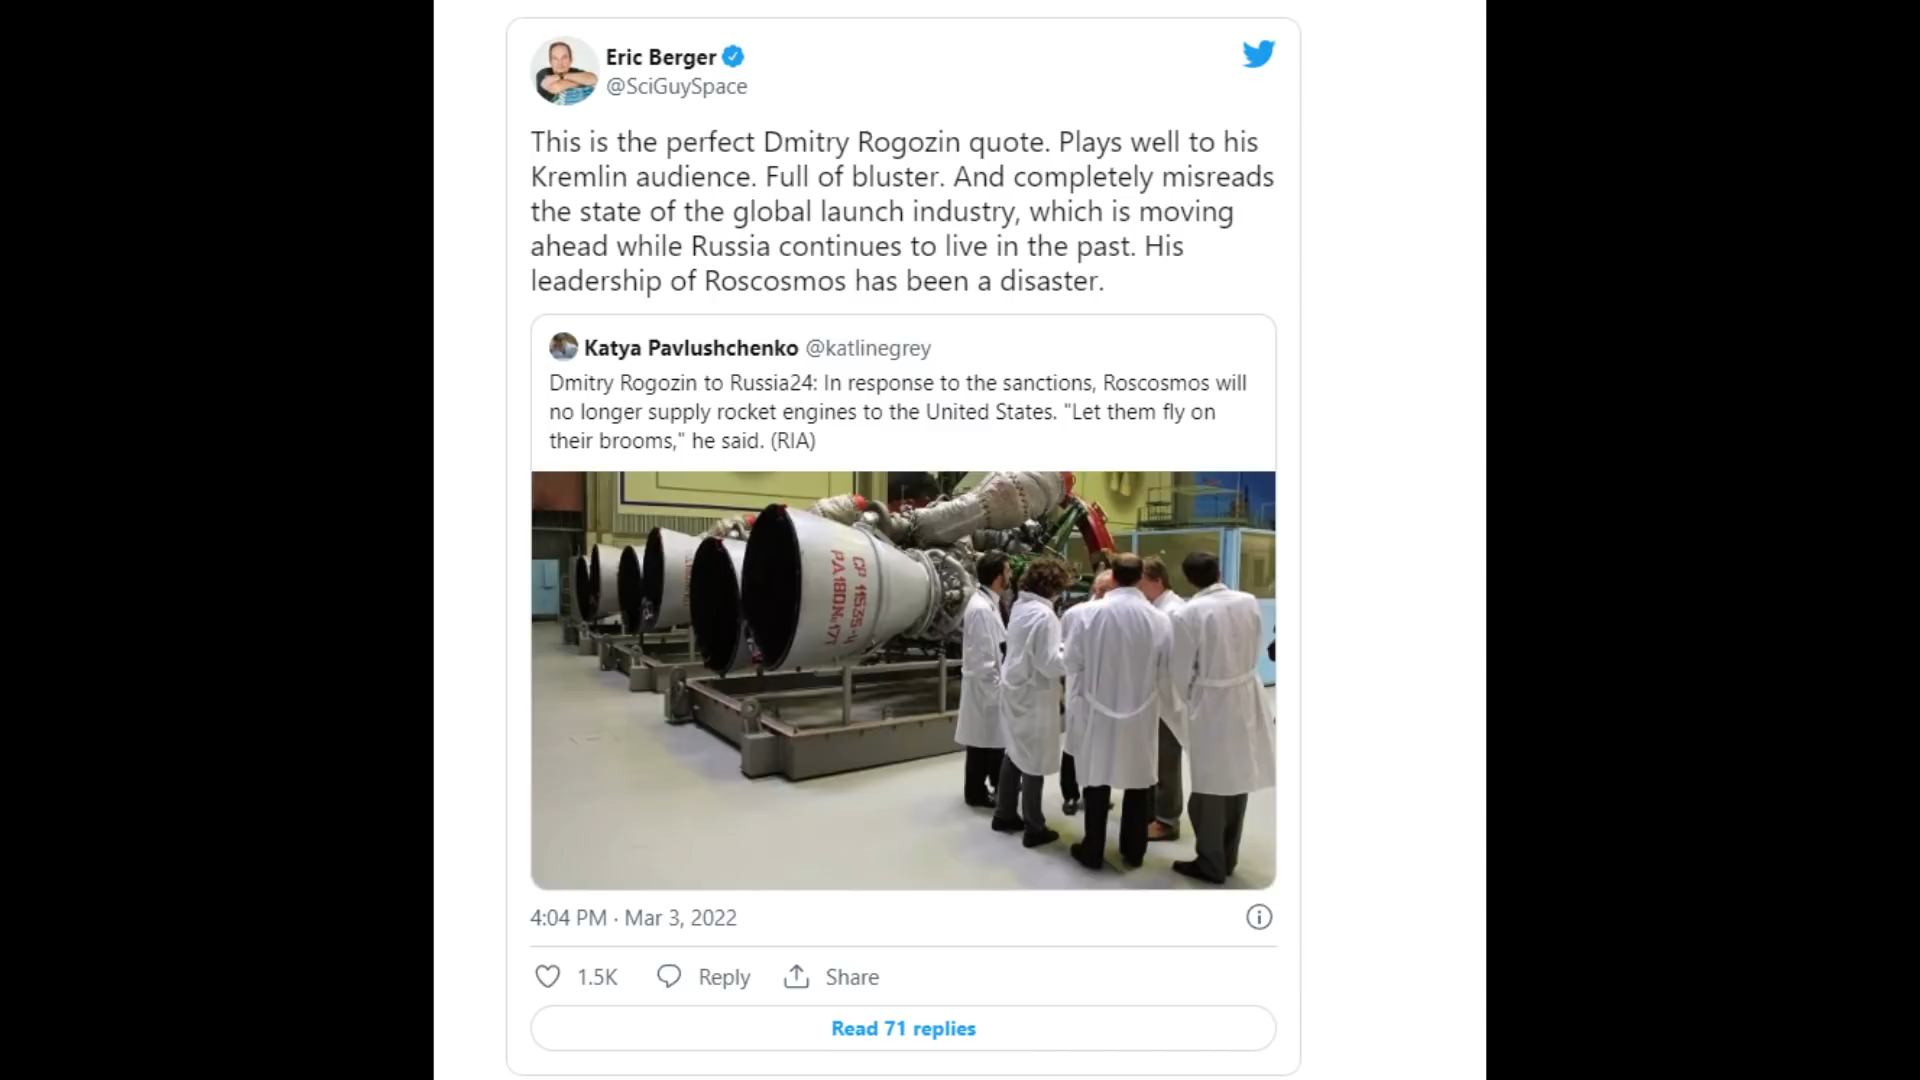 Eric Berger
@SciGuySpace
This is the perfect Dmitry Rogozin quote. Plays well to his
Kremlin audience. Full of bluster. And completely misreads
the state of the global launch industry, which is moving
ahead while Russia continues to live in the past. His
leadership of Roscosmos has been a disaster.
Katya Pavlushchenko @katlinegrey
Dmitry Rogozin to Russia24: In response to the sanctions, Roscosmos will
no longer supply rocket engines to the United States. "Let them fly on
their brooms," he said. (RIA)
4:04 PM · Mar 3, 2022
1.5K Reply Share
Read 71 replies